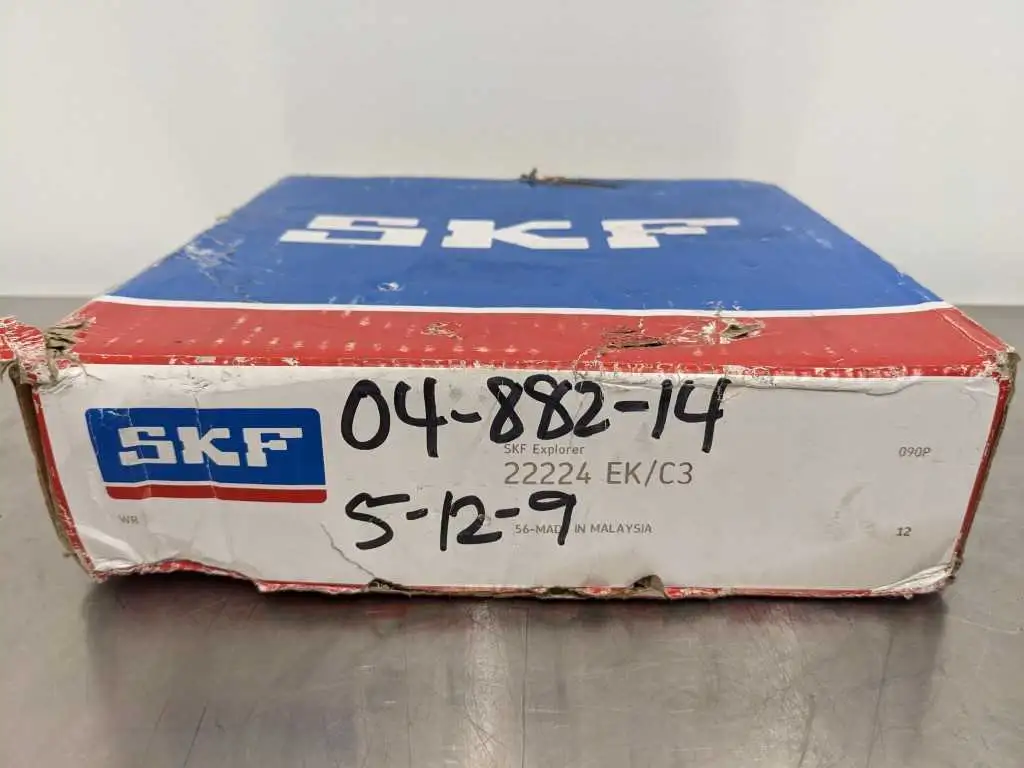 SKF
SKF
04-882-14
SKF Explorer
090P
22224 EK/C3
5-12-9
WR
56-MADE IN MALAYSIA
12